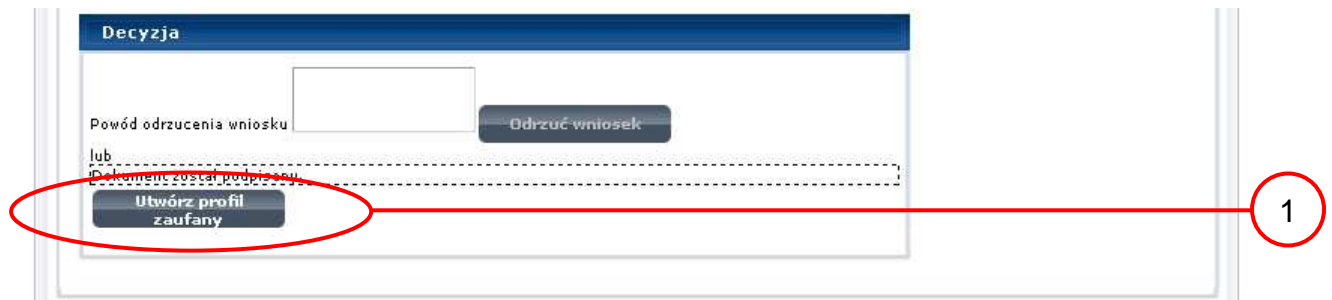 Decyzja
Powód odrzucenia wniosku
Odrzuć wniosek
lub
Dokument został podpisany.
Utwórz profil
zaufany
1